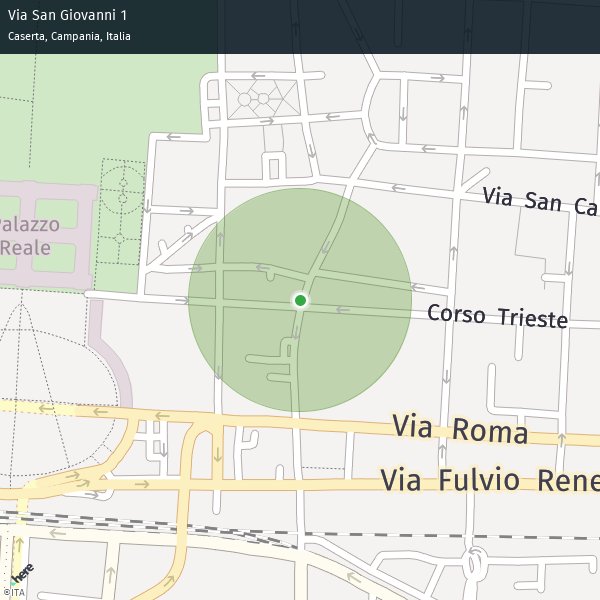 Via San Giovanni 1
Caserta, Campania, Italia
Via San Ca
Palazzo
Reale
Corso Trieste
Via Roma
Via Fulvio Rene
here
©ITA